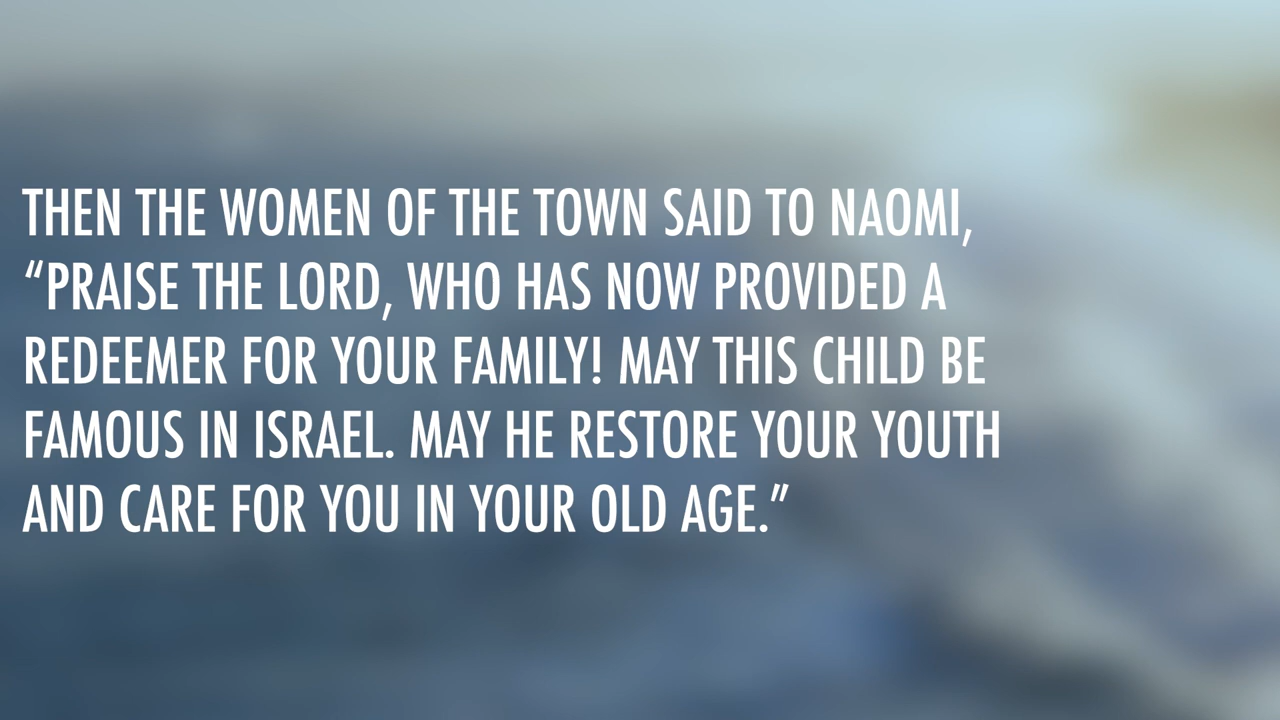 THEN THE WOMEN OF THE TOWN SAID TO NAOMI,
“PRAISE THE LORD, WHO HAS NOW PROVIDED A
REDEEMER FOR YOUR FAMILY! MAY THIS CHILD BE
FAMOUS IN ISRAEL. MAY HE RESTORE YOUR YOUTH
AND CARE FOR YOU IN YOUR OLD AGE.”